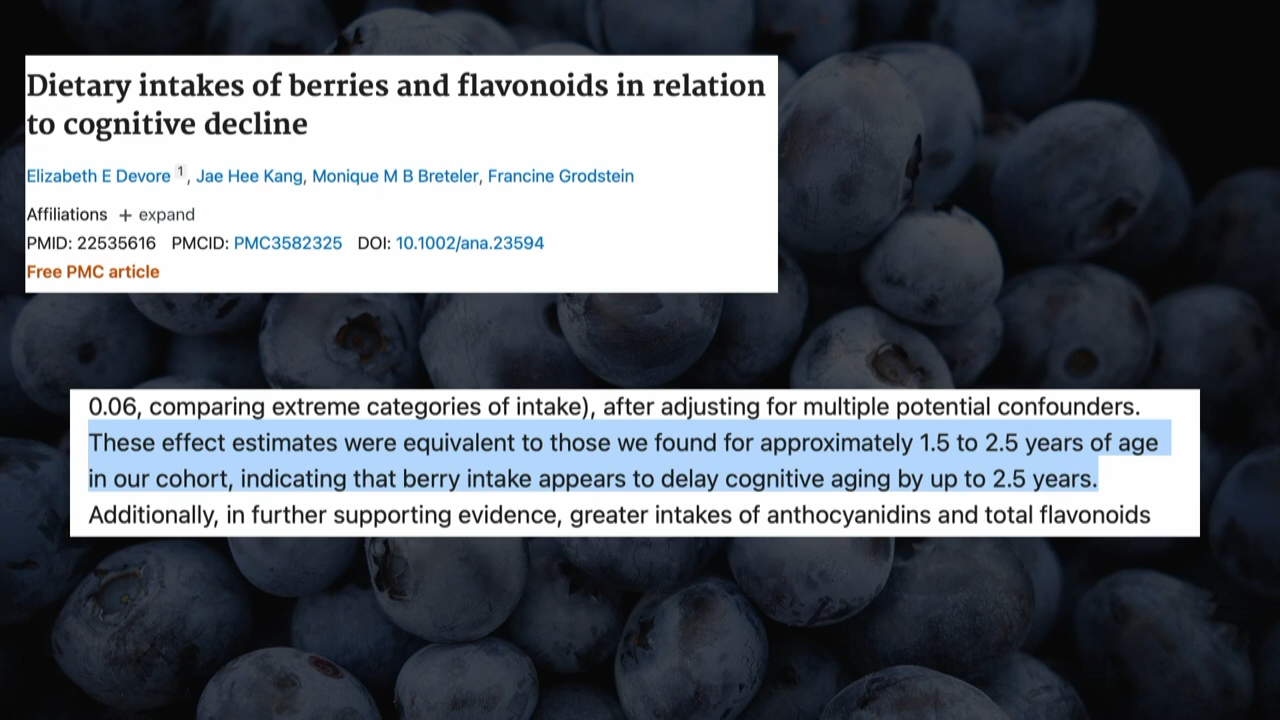 Dietary intakes of berries and flavonoids in relation
to cognitive decline
Elizabeth E Devore 1, Jae Hee Kang, Monique M B Breteler, Francine Grodstein
Affiliations + expand
PMID: 22535616 PMCID: PMC3582325 DOI: 10.1002/ana.23594
Free PMC article
0.06, comparing extreme categories of intake), after adjusting for multiple potential confounders.
These effect estimates were equivalent to those we found for approximately 1.5 to 2.5 years of age
in our cohort, indicating that berry intake appears to delay cognitive aging by up to 2.5 years.
Additionally, in further supporting evidence, greater intakes of anthocyanidins and total flavonoids